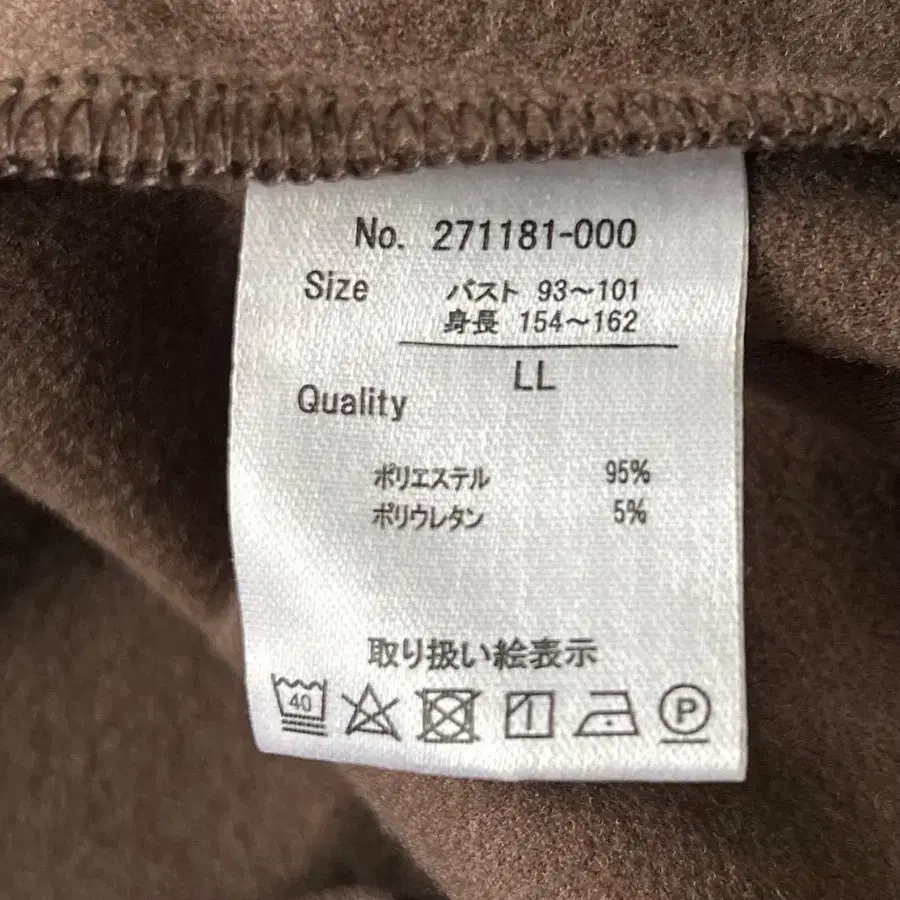 No. 271181-000
Size バスト 93～101
身長 154～162
LL
Quality
ポリエステル 95%
ポリウレタン 5%
取り扱い絵表示
40 P